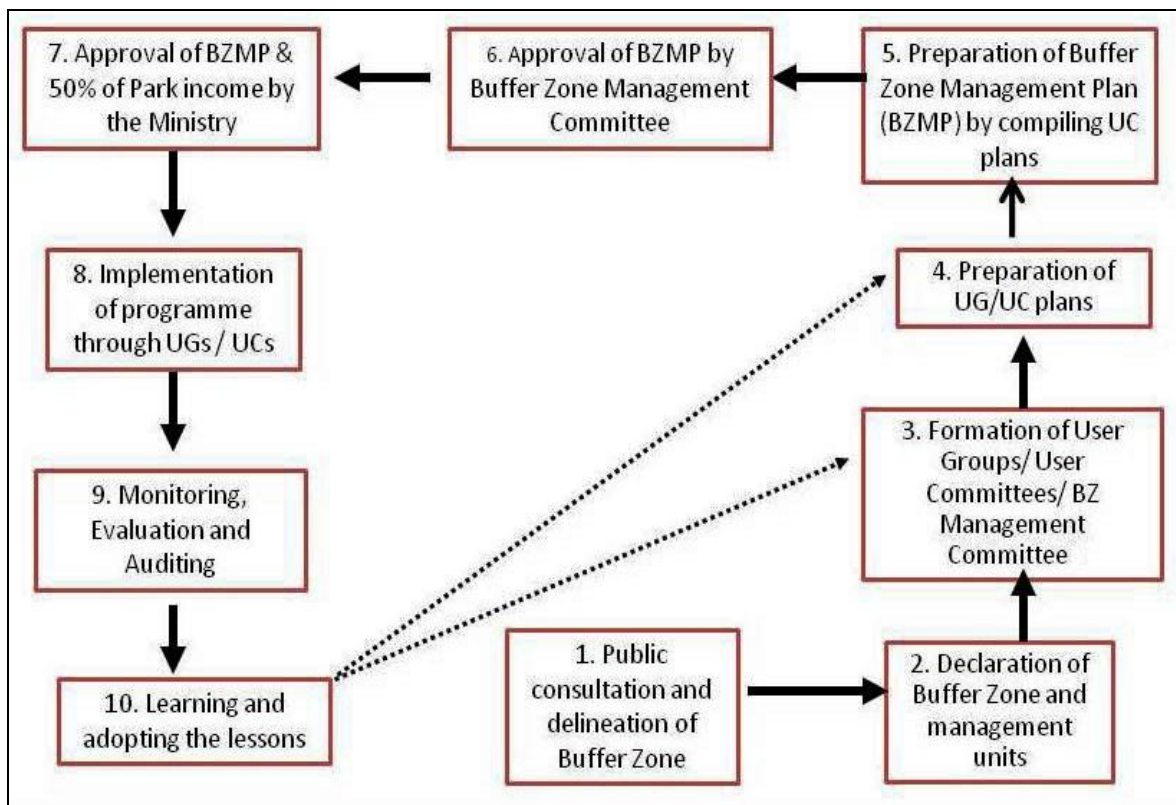 7. Approval of BZMP &
50% of Park income by
the Ministry
6. Approval of BZMP by
Buffer Zone Management
Committee
5. Preparation of Buffer
Zone Management Plan
(BZMP) by compiling UC
plans
8. Implementation
of programme
through UGs / UCs
4. Preparation of
UG/UC plans
3. Formation of User
Groups/ User
Committees/ BZ
Management
Committee
9. Monitoring,
Evaluation and
Auditing
1. Public
consultation and
delineation of
Buffer Zone
2. Declaration of
Buffer Zone and
management
units
10. Learning and
adopting the lessons